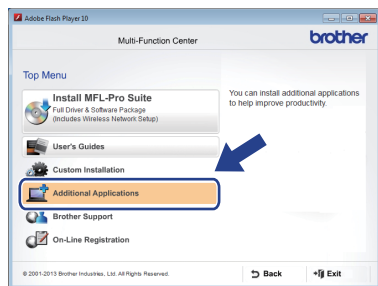 Adobe Flash Player 10
Multi-Function Center
brother
Top Menu
Install MFL-Pro Suite
Full Driver & Software Package
(Includes Wireless Network Setup)
You can install additional applications
to help improve productivity.
User's Guides
Custom Installation
Additional Applications
Brother Support
On-Line Registration
© 2001-2013 Brother Industries, Ltd. All Rights Reserved.
Back
Exit